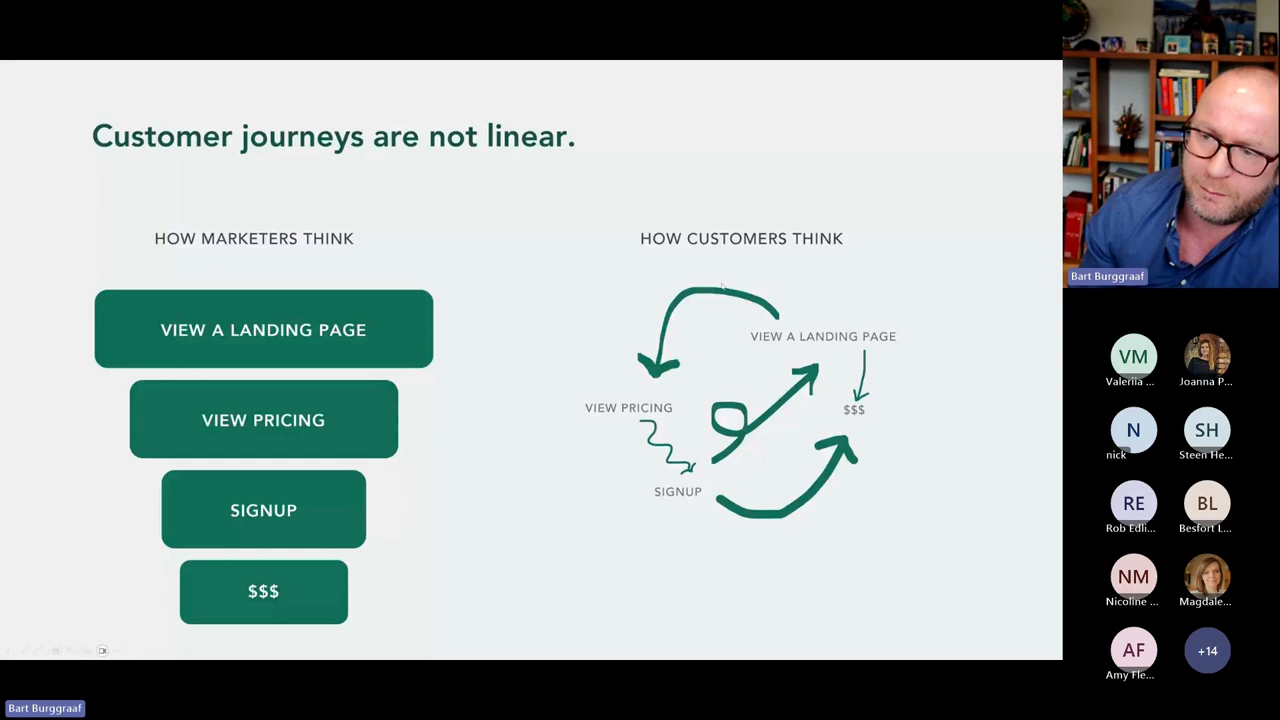 Customer journeys are not linear.
HOW MARKETERS THINK
VIEW A LANDING PAGE
VIEW PRICING
SIGNUP
$$$
HOW CUSTOMERS THINK
VIEW A LANDING PAGE
VIEW PRICING
$$$
SIGNUP
Bart Burggraaf
VM
Valeriia ...
Joanna P...
N
nick
SH
Steen He...
RE
Rob Edli...
BL
Besfort L...
NM
Nicoline ...
Magdale...
AF
Amy Fle...
+14
Bart Burggraaf